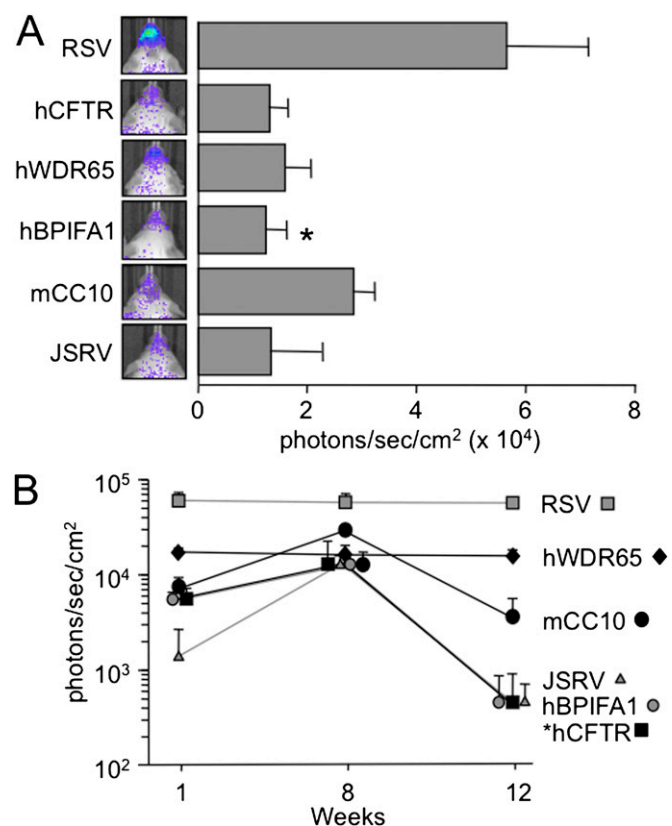 A
RSV
hCFTR
hWDR65
hBPIFA1
*
mCC10
JSRV
0 2 4 6 8
photons/sec/cm² (x 10⁴)
B
photons/sec/cm²
10⁵
10⁴
10³
10²
RSV
hWDR65
mCC10
JSRV
hBPIFA1
*hCFTR
1 8 12
Weeks